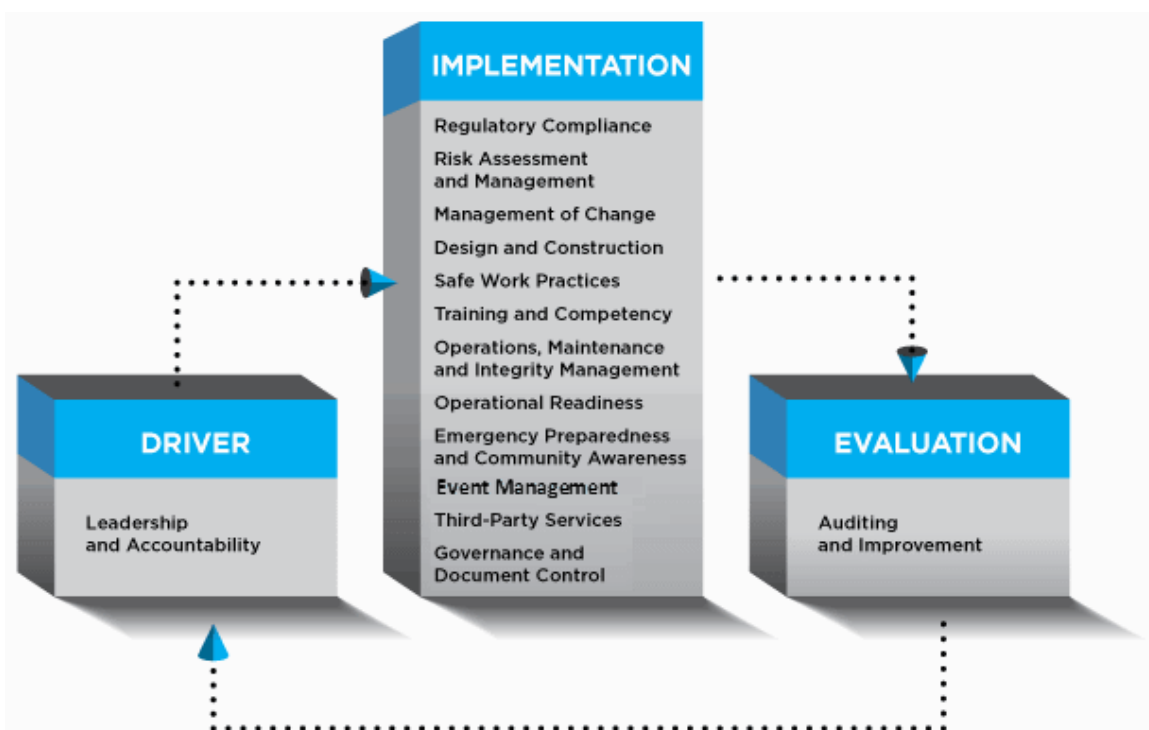 IMPLEMENTATION
Regulatory Compliance
Risk Assessment
and Management
Management of Change
Design and Construction
Safe Work Practices
Training and Competency
Operations, Maintenance
and Integrity Management
Operational Readiness
Emergency Preparedness
and Community Awareness
Event Management
Third-Party Services
Governance and
Document Control
DRIVER
Leadership
and Accountability
EVALUATION
Auditing
and Improvement